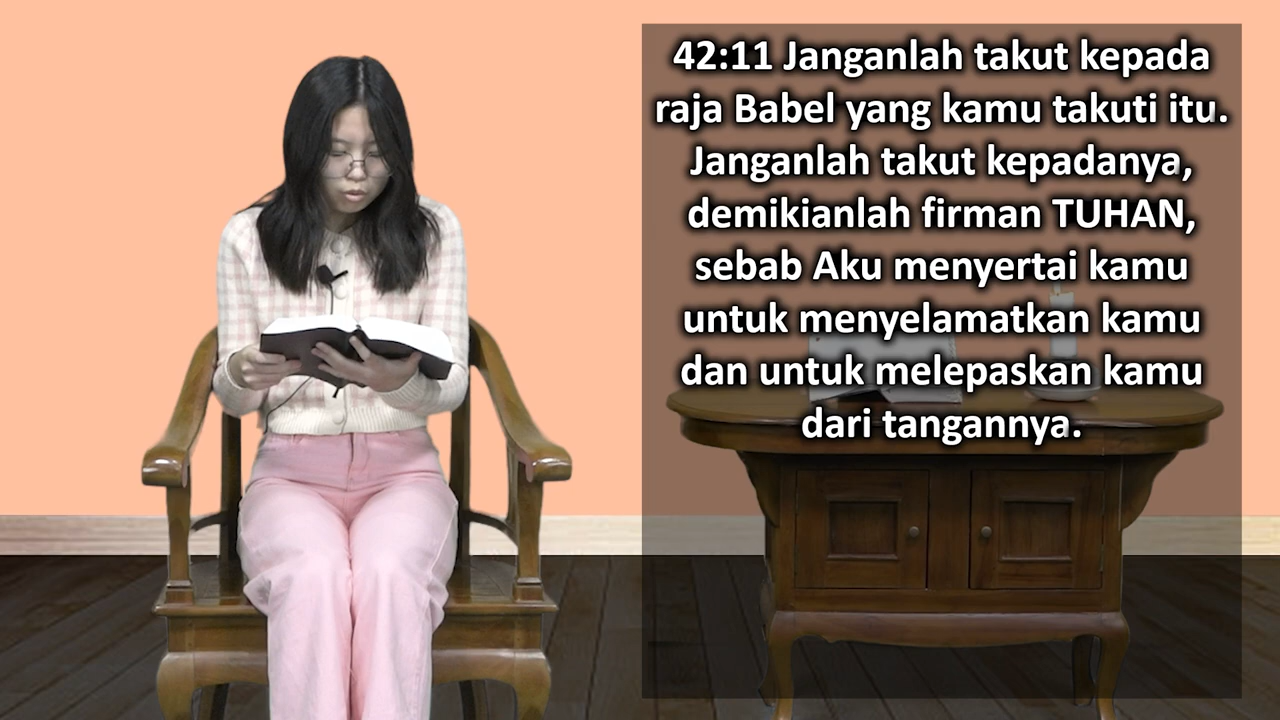 42:11 Janganlah takut kepada
raja Babel yang kamu takuti itu.
Janganlah takut kepadanya,
demikianlah firman TUHAN,
sebab Aku menyertai kamu
untuk menyelamatkan kamu
dan untuk melepaskan kamu
dari tangannya.